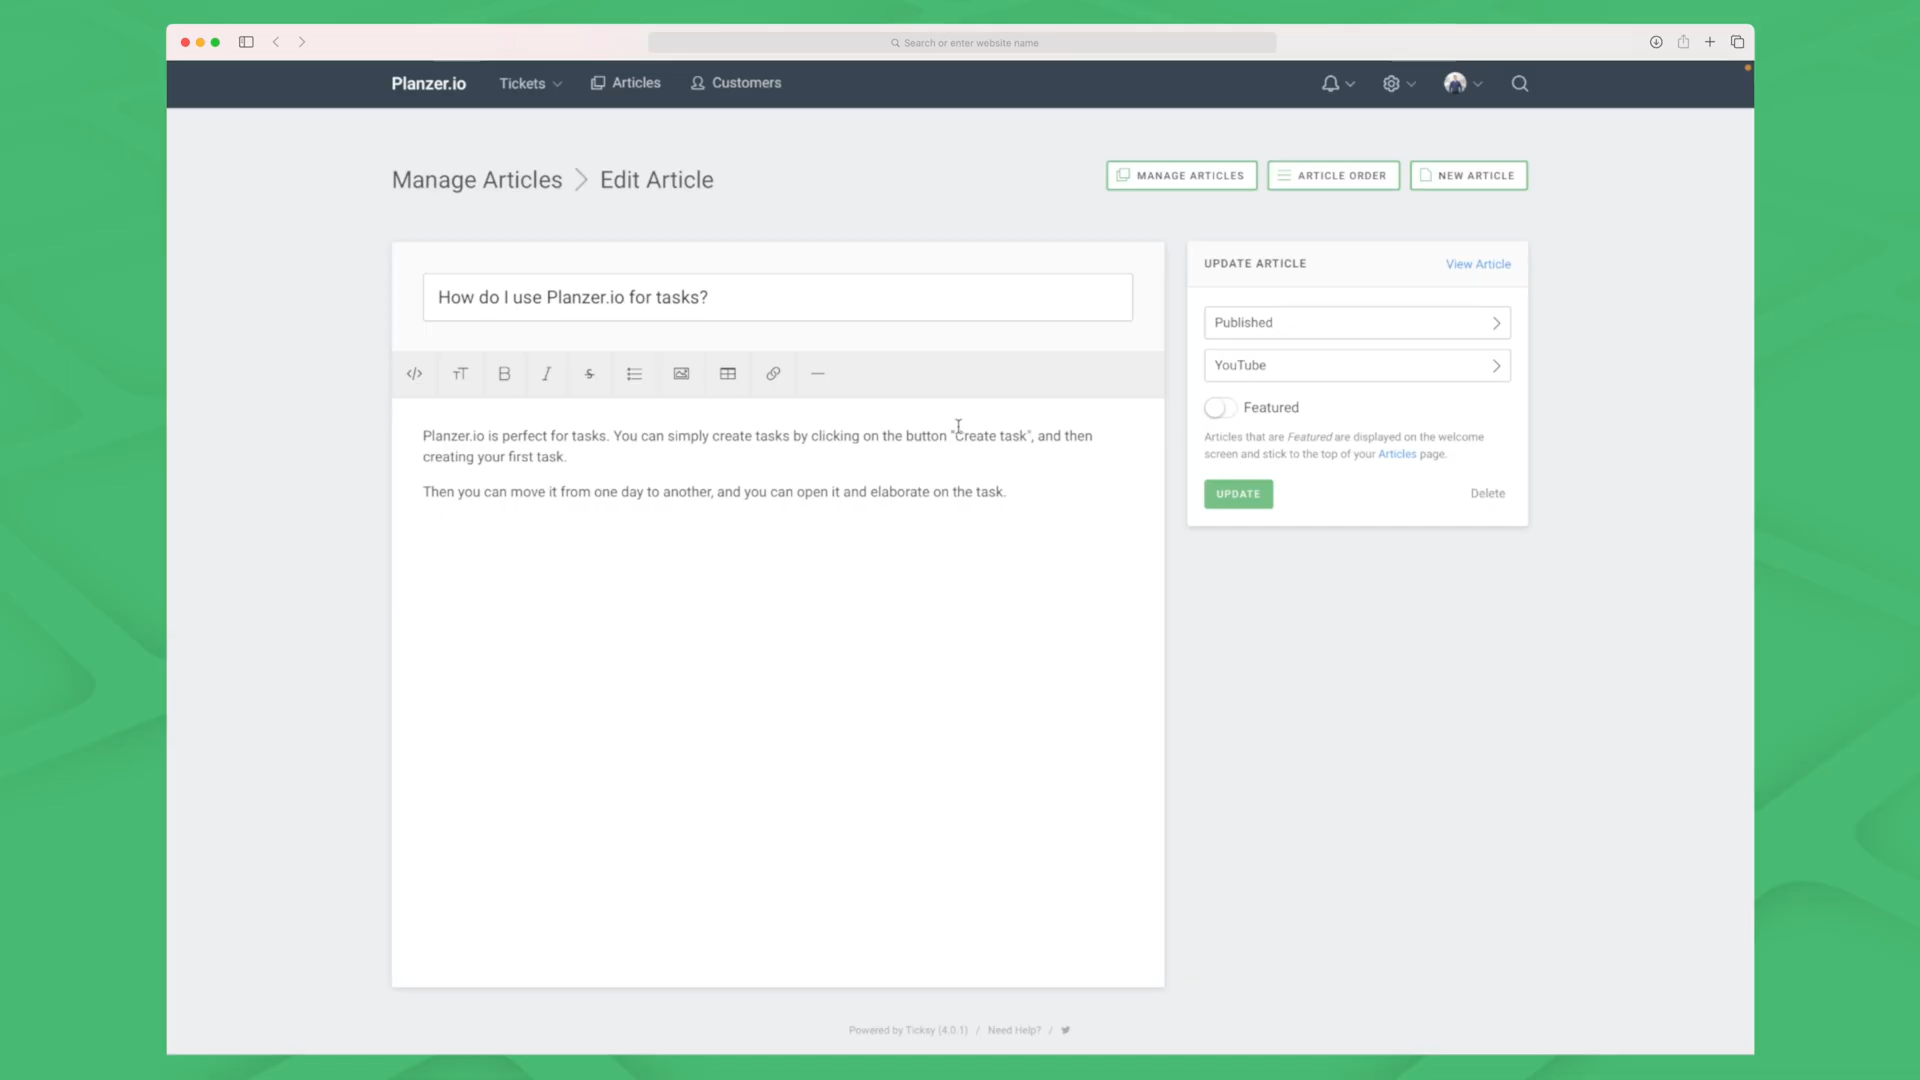 Search or enter website name
Planzer.io
Tickets
Articles
Customers
Manage Articles > Edit Article
MANAGE ARTICLES
ARTICLE ORDER
NEW ARTICLE
How do I use Planzer.io for tasks?
UPDATE ARTICLE
View Article
Published
YouTube
Featured
Articles that are Featured are displayed on the welcome
screen and stick to the top of your Articles page.
UPDATE
Delete
Planzer.io is perfect for tasks. You can simply create tasks by clicking on the button "Create task", and then
creating your first task.
Then you can move it from one day to another, and you can open it and elaborate on the task.
Powered by Ticksy (4.0.1) / Need Help? /